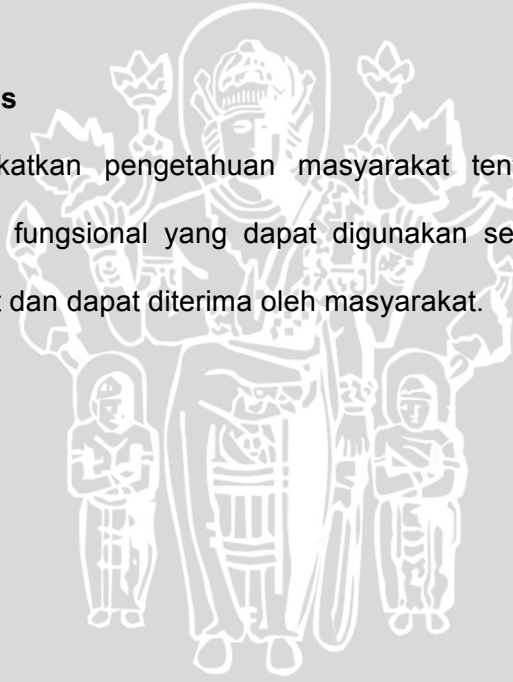 s
katkan pengetahuan masyarakat ten
fungsional yang dapat digunakan se
t dan dapat diterima oleh masyarakat.